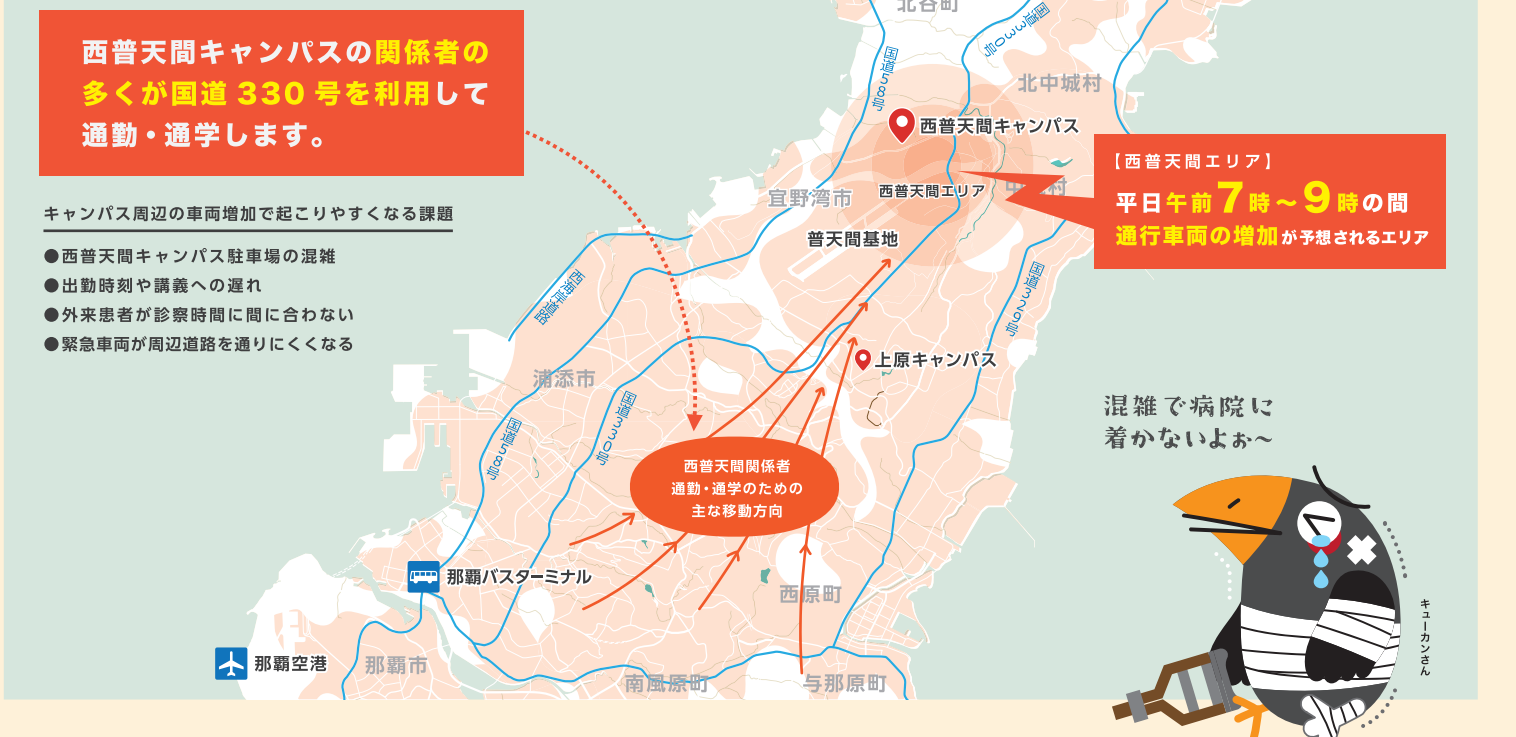 西普天間キャンパスの関係者の
多くが国道 330 号を利用して
通勤・通学します。
キャンパス周辺の車両増加で起こりやすくなる課題
●西普天間キャンパス駐車場の混雑
●出勤時刻や講義への遅れ
●外来患者が診察時間に間に合わない
●緊急車両が周辺道路を通りにくくなる
北谷町
国道58号
国道330号
北中城村
西普天間キャンパス
中城村
宜野湾市
西普天間エリア
普天間基地
【西普天間エリア】
平日午前7時〜9時の間
通行車両の増加が予想されるエリア
西海岸道路
国道329号
上原キャンパス
浦添市
国道330号
国道58号
西普天間関係者
通勤・通学のための
主な移動方向
那覇バスターミナル
西原町
那覇空港
那覇市
南風原町
与那原町
混雑で病院に
着かないよぉ〜
キューカンさん